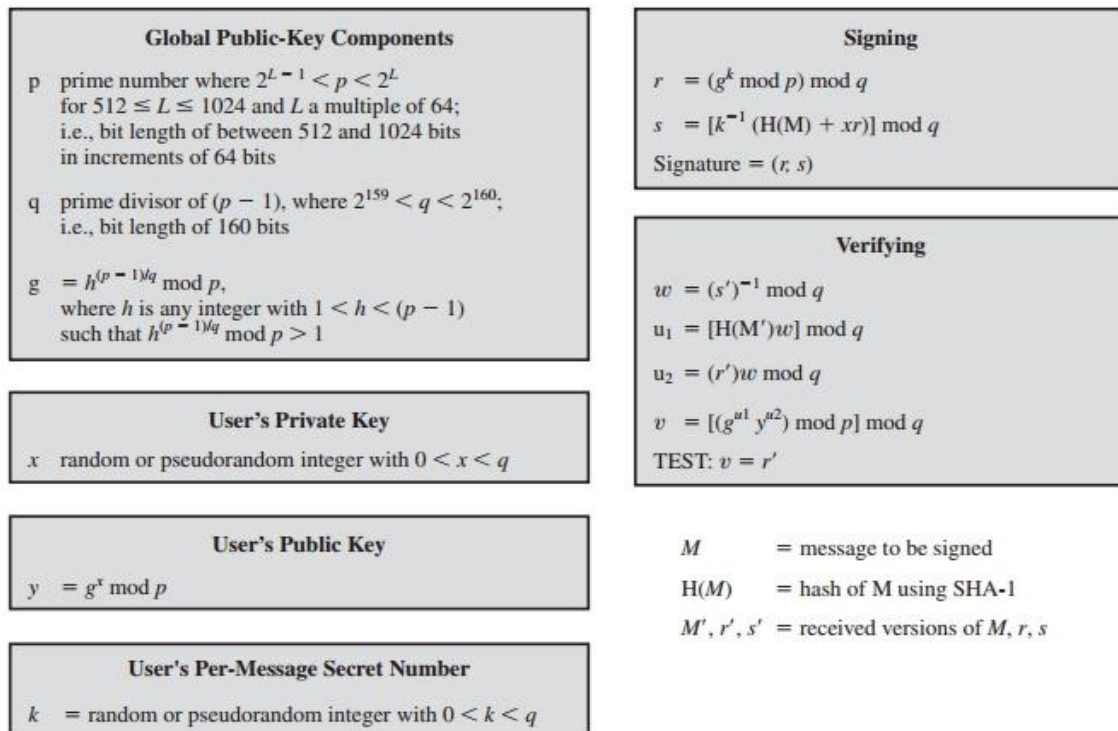 Global Public-Key Components
p prime number where 2^{L – 1} < p < 2^L
for 512 ≤ L ≤ 1024 and L a multiple of 64;
i.e., bit length of between 512 and 1024 bits
in increments of 64 bits
q prime divisor of (p – 1), where 2^{159} < q < 2^{160};
i.e., bit length of 160 bits
g = h^{(p – 1)/q} mod p,
where h is any integer with 1 < h < (p – 1)
such that h^{(p – 1)/q} mod p > 1
User's Private Key
x random or pseudorandom integer with 0 < x < q
User's Public Key
y = g^x mod p
User's Per-Message Secret Number
k = random or pseudorandom integer with 0 < k < q
Signing
r = (g^k mod p) mod q
s = [k^{–1} (H(M) + xr)] mod q
Signature = (r, s)
Verifying
w = (s′)^{–1} mod q
u₁ = [H(M′)w] mod q
u₂ = (r′)w mod q
v = [(g^{u1} y^{u2}) mod p] mod q
TEST: v = r′
M = message to be signed
H(M) = hash of M using SHA-1
M′, r′, s′ = received versions of M, r, s